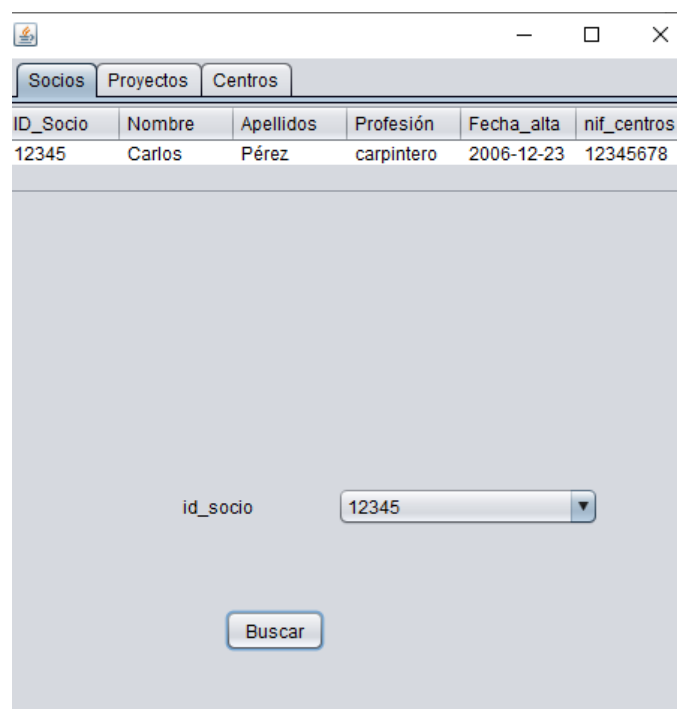 Socios Proyectos Centros
ID_Socio Nombre Apellidos Profesión Fecha_alta nif_centros
12345 Carlos Pérez carpintero 2006-12-23 12345678
id_socio 12345
Buscar